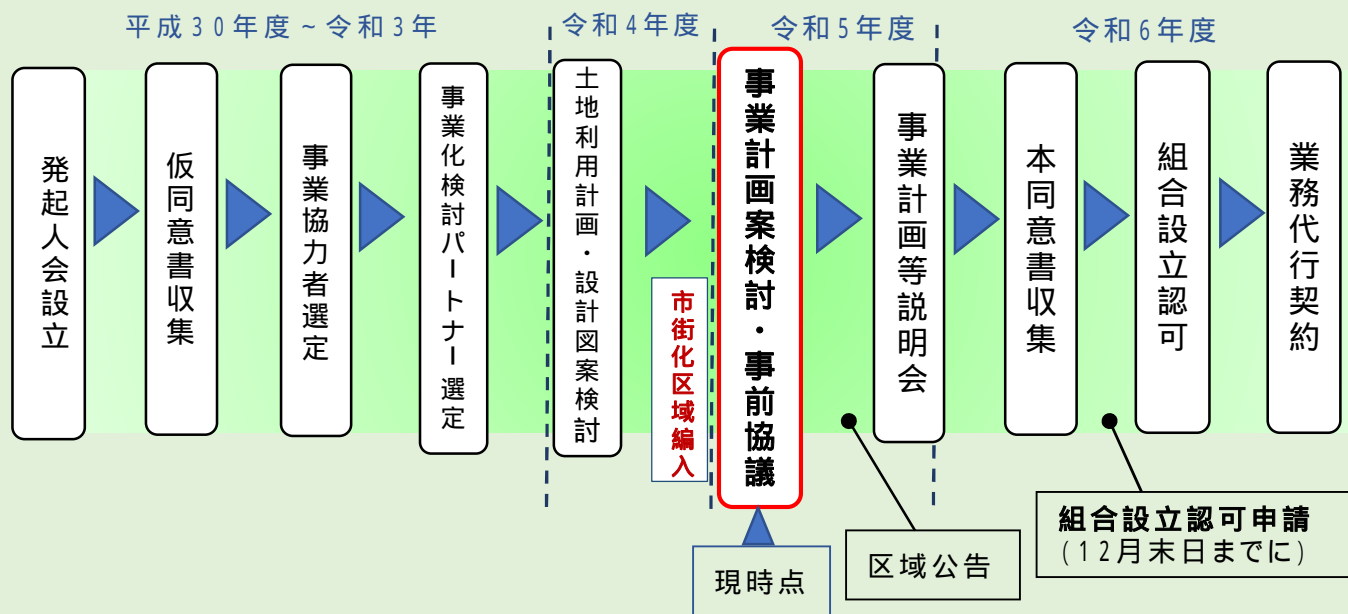 平成30年度~令和3年
令和4年度
令和5年度
令和6年度
発起人会設立
仮同意書収集
事業協力者選定
事業化検討パートナー選定
土地利用計画・設計図案検討
市街化区域編入
事業計画案検討・事前協議
事業計画等説明会
本同意書収集
組合設立認可
業務代行契約
現時点
区域公告
組合設立認可申請
(12月末日までに)